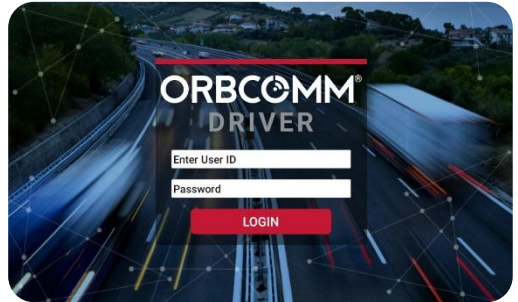 ORBCOMM®
DRIVER
Enter User ID
Password
LOGIN